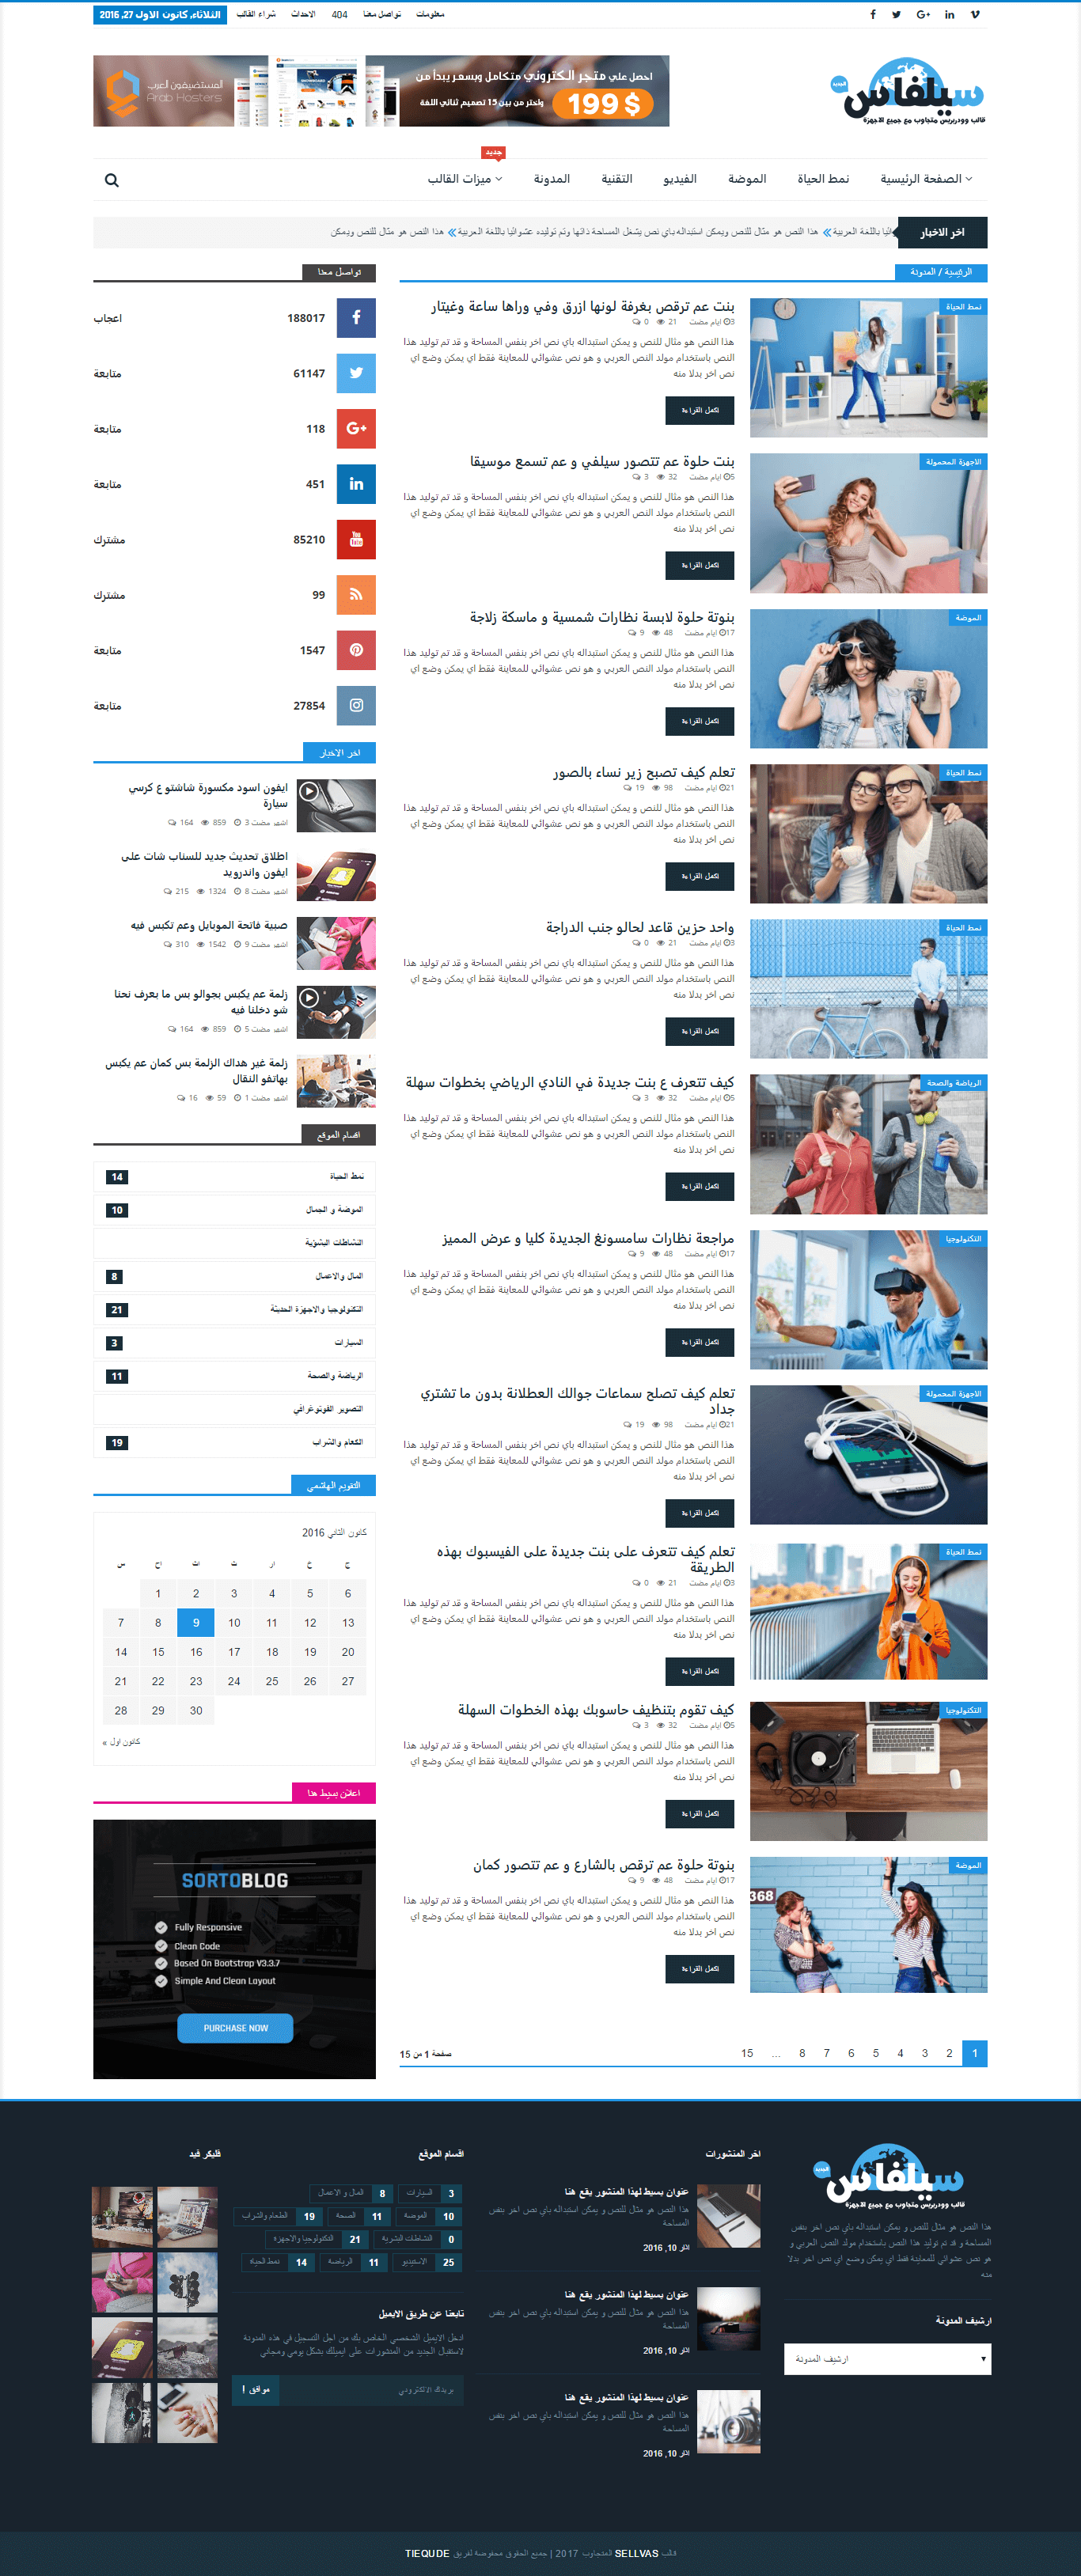 معلومات
تواصل معنا
404
الاحداث
شراء القالب
الثلاثاء, كانون الاول 27, 2016
سيلفاس
الجديد
قالب ووردبريس متجاوب مع جميع الاجهزة
احصل علي متجر الكتروني متكامل وبسعر يبدأ من
199 $
واختر من بين 15 تصميم ثنائي اللغة
المستضيفون العرب
Arab Hosters
جديد
الصفحة الرئيسية
نمط الحياة
الموضة
الفيديو
التقنية
المدونة
ميزات القالب
اخر الاخبار
باللغة العربية
هذا النص هو مثال للنص ويمكن استبداله باي نص يشغل المساحة ذاتها وتم توليده عشوائيا باللغة العربية
هذا النص هو مثال للنص ويمكن
الرئيسية / المدونة
نمط الحياة
بنت عم ترقص بغرفة لونها ازرق وفي وراها ساعة وغيتار
3 ايام مضت 21 0
هذا النص هو مثال للنص و يمكن استبداله باي نص اخر بنفس المساحة و قد تم توليد هذا
النص باستخدام مولد النص العربي و هو نص عشوائي للمعاينة فقط اي يمكن وضع اي
نص اخر بدلا منه
اكمل القراءة
الاجهزة المحمولة
بنت حلوة عم تتصور سيلفي و عم تسمع موسيقا
5 ايام مضت 32 3
هذا النص هو مثال للنص و يمكن استبداله باي نص اخر بنفس المساحة و قد تم توليد هذا
النص باستخدام مولد النص العربي و هو نص عشوائي للمعاينة فقط اي يمكن وضع اي
نص اخر بدلا منه
اكمل القراءة
الموضة
بنوتة حلوة لابسة نظارات شمسية و ماسكة زلاجة
17 ايام مضت 48 9
هذا النص هو مثال للنص و يمكن استبداله باي نص اخر بنفس المساحة و قد تم توليد هذا
النص باستخدام مولد النص العربي و هو نص عشوائي للمعاينة فقط اي يمكن وضع اي
نص اخر بدلا منه
اكمل القراءة
نمط الحياة
تعلم كيف تصبح زير نساء بالصور
21 ايام مضت 98 19
هذا النص هو مثال للنص و يمكن استبداله باي نص اخر بنفس المساحة و قد تم توليد هذا
النص باستخدام مولد النص العربي و هو نص عشوائي للمعاينة فقط اي يمكن وضع اي
نص اخر بدلا منه
اكمل القراءة
نمط الحياة
واحد حزين قاعد لحالو جنب الدراجة
3 ايام مضت 21 0
هذا النص هو مثال للنص و يمكن استبداله باي نص اخر بنفس المساحة و قد تم توليد هذا
النص باستخدام مولد النص العربي و هو نص عشوائي للمعاينة فقط اي يمكن وضع اي
نص اخر بدلا منه
اكمل القراءة
الرياضة والصحة
كيف تتعرف ع بنت جديدة في النادي الرياضي بخطوات سهلة
5 ايام مضت 32 3
هذا النص هو مثال للنص و يمكن استبداله باي نص اخر بنفس المساحة و قد تم توليد هذا
النص باستخدام مولد النص العربي و هو نص عشوائي للمعاينة فقط اي يمكن وضع اي
نص اخر بدلا منه
اكمل القراءة
التكنولوجيا
مراجعة نظارات سامسونغ الجديدة كليا و عرض المميز
17 ايام مضت 48 9
هذا النص هو مثال للنص و يمكن استبداله باي نص اخر بنفس المساحة و قد تم توليد هذا
النص باستخدام مولد النص العربي و هو نص عشوائي للمعاينة فقط اي يمكن وضع اي
نص اخر بدلا منه
اكمل القراءة
الاجهزة المحمولة
تعلم كيف تصلح سماعات جوالك العطلانة بدون ما تشتري
جداد
21 ايام مضت 98 19
هذا النص هو مثال للنص و يمكن استبداله باي نص اخر بنفس المساحة و قد تم توليد هذا
النص باستخدام مولد النص العربي و هو نص عشوائي للمعاينة فقط اي يمكن وضع اي
نص اخر بدلا منه
اكمل القراءة
نمط الحياة
تعلم كيف تتعرف على بنت جديدة على الفيسبوك بهذه
الطريقة
3 ايام مضت 21 0
هذا النص هو مثال للنص و يمكن استبداله باي نص اخر بنفس المساحة و قد تم توليد هذا
النص باستخدام مولد النص العربي و هو نص عشوائي للمعاينة فقط اي يمكن وضع اي
نص اخر بدلا منه
اكمل القراءة
التكنولوجيا
كيف تقوم بتنظيف حاسوبك بهذه الخطوات السهلة
5 ايام مضت 32 3
هذا النص هو مثال للنص و يمكن استبداله باي نص اخر بنفس المساحة و قد تم توليد هذا
النص باستخدام مولد النص العربي و هو نص عشوائي للمعاينة فقط اي يمكن وضع اي
نص اخر بدلا منه
اكمل القراءة
الموضة
368
بنوتة حلوة عم ترقص بالشارع و عم تتصور كمان
17 ايام مضت 48 9
هذا النص هو مثال للنص و يمكن استبداله باي نص اخر بنفس المساحة و قد تم توليد هذا
النص باستخدام مولد النص العربي و هو نص عشوائي للمعاينة فقط اي يمكن وضع اي
نص اخر بدلا منه
اكمل القراءة
1 2 3 4 5 6 7 8 ... 15
صفحة 1 من 15
تواصل معنا
188017 اعجاب
61147 متابعة
118 متابعة
451 متابعة
You Tube
85210 مشترك
99 مشترك
1547 متابعة
27854 متابعة
اخر الاخبار
ايفون اسود مكسورة شاشتو ع كرسي
سيارة
3 اشهر مضت 859 164
اطلاق تحديث جديد للسناب شات على
ايفون واندرويد
8 اشهر مضت 1324 215
صبية فاتحة الموبايل وعم تكبس فيه
9 اشهر مضت 1542 310
زلمة عم يكبس بجوالو بس ما بعرف نحنا
شو دخلنا فيه
5 اشهر مضت 859 164
زلمة غير هداك الزلمة بس كمان عم يكبس
بهاتفو النقال
1 اشهر مضت 59 16
اقسام الموقع
نمط الحياة 14
الموضة و الجمال 10
النشاطات البشرية
المال والاعمال 8
التكنولوجيا والاجهزة الحديثة 21
السيارات 3
الرياضة والصحة 11
التصوير الفوتوغرافي
الكعام والشراب 19
التقويم الهاشمي
كانون الثاني 2016
ج خ ار ث اث اح س
6 5 4 3 2 1
13 12 11 10 9 8 7
20 19 18 17 16 15 14
27 26 25 24 23 22 21
30 29 28
كانون اول »
اعلان بسيط هنا
SORTOBLOG
Fully Responsive
Clean Code
Based On Bootstrap V3.3.7
Simple And Clean Layout
PURCHASE NOW
سيلفاس
الجديد
قالب ووردبريس متجاوب مع جميع الاجهزة
هذا النص هو مثال للنص و يمكن استبداله باي نص اخر بنفس
المساحة و قد تم توليد هذا النص باستخدام مولد النص العربي و
هو نص عشوائي للمعاينة فقط اي يمكن وضع اي نص اخر بدلا
منه
ارشيف المدونة
ارشيف المدونة
اخر المنشورات
عنوان بسيط لهذا المنشور يقع هنا
هذا النص هو مثال للنص و يمكن استبداله باي نص اخر بنفس
المساحة
اذار 10, 2016
عنوان بسيط لهذا المنشور يقع هنا
هذا النص هو مثال للنص و يمكن استبداله باي نص اخر بنفس
المساحة
اذار 10, 2016
عنوان بسيط لهذا المنشور يقع هنا
هذا النص هو مثال للنص و يمكن استبداله باي نص اخر بنفس
المساحة
اذار 10, 2016
اقسام الموقع
3 السيارات 8 المال و الاعمال
10 الموضة 11 الصحة 19 الطعام والشراب
0 النشاطات البشرية 21 التكنولوجيا والاجهزة
25 الاستيديو 11 الرياضة 14 نمط الحياة
تابعنا عن طريق الايميل
ادخل الايميل الشخصي الخاص بك من اجل التسجيل في هذه المدونة
لاستقبال الجديد من المنشورات على ايميلك بشكل يومي ومجاني
بريدك الالكتروني
موافق !
فليكر فيد
قالب SELLVAS المتجاوب 2017 | جميع الحقوق محفوضة لفريق TIEQUDE